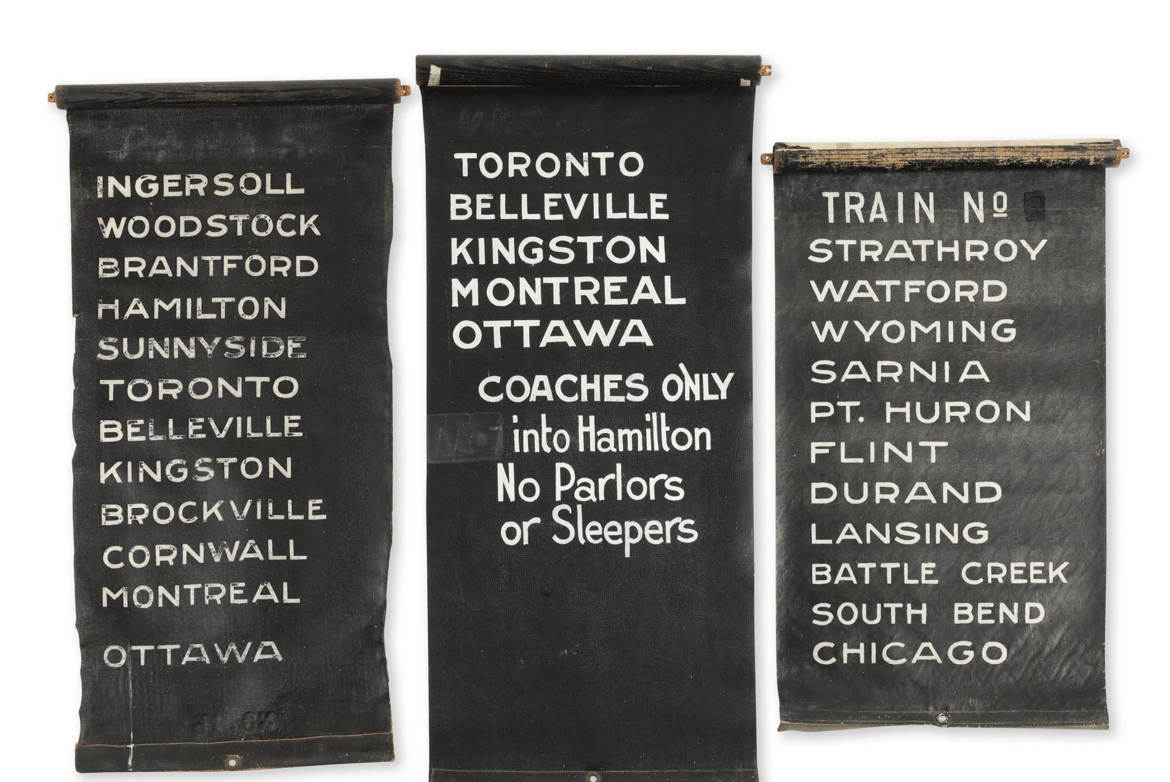 INGERSOLL
WOODSTOCK
BRANTFORD
HAMILTON
SUNNYSIDE
TORONTO
BELLEVILLE
KINGSTON
BROCKVILLE
CORNWALL
MONTREAL
OTTAWA
TORONTO
BELLEVILLE
KINGSTON
MONTREAL
OTTAWA
COACHES ONLY
into Hamilton
No Parlors
or Sleepers
TRAIN Nº
STRATHROY
WATFORD
WYOMING
SARNIA
PT. HURON
FLINT
DURAND
LANSING
BATTLE CREEK
SOUTH BEND
CHICAGO